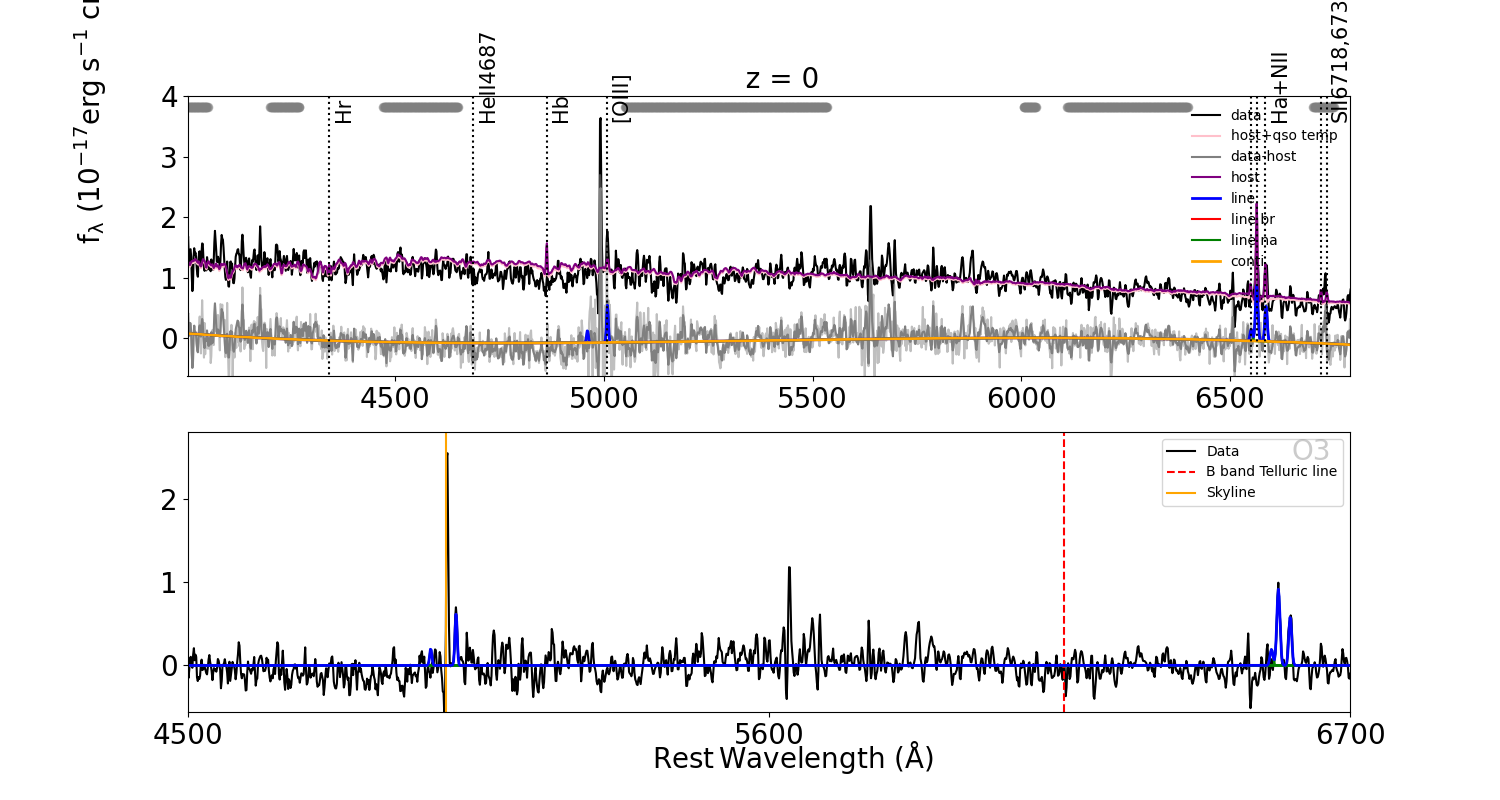 z = 0
fλ (10−17erg s−1 c
4
3
2
1
0
Hr
HeII4687
Hb
[OIII]
Ha+NII
SII6718,673
data
host+qso temp
data-host
host
line
line br
line na
conti
4500
5000
5500
6000
6500
O3
Data
B band Telluric line
Skyline
2
1
0
4500
5600
6700
Rest Wavelength (Å)